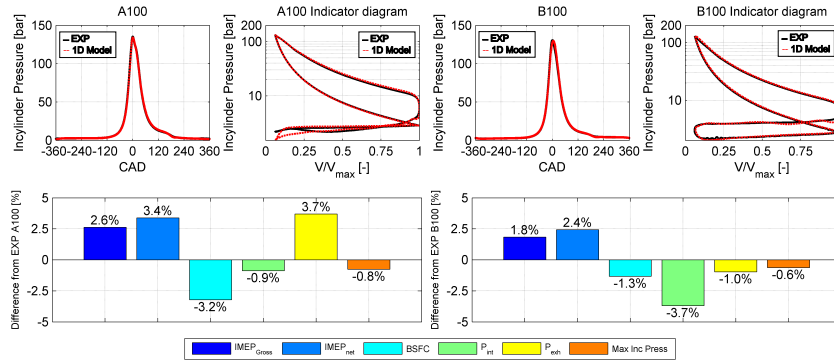 A100
Incylinder Pressure [bar]
150
100
50
0
EXP
1D Model
-360
-240
-120
0
120
240
360
CAD
A100 Indicator diagram
Incylinder Pressure [bar]
200
100
10
EXP
1D Model
0
0.25
0.5
0.75
1
V/Vmax [-]
B100
Incylinder Pressure [bar]
150
100
50
0
EXP
1D Model
-360
-240
-120
0
120
240
360
CAD
B100 Indicator diagram
Incylinder Pressure [bar]
200
100
10
EXP
1D Model
0
0.25
0.5
0.75
V/Vmax [-]
Difference from EXP A100 [%]
5
2.5
0
-2.5
-5
2.6%
3.4%
-3.2%
-0.9%
3.7%
-0.8%
Difference from EXP B100 [%]
5
2.5
0
-2.5
-5
1.8%
2.4%
-1.3%
-3.7%
-1.0%
-0.6%
IMEPGross
IMEPnet
BSFC
Pint
Pexh
Max Inc Press